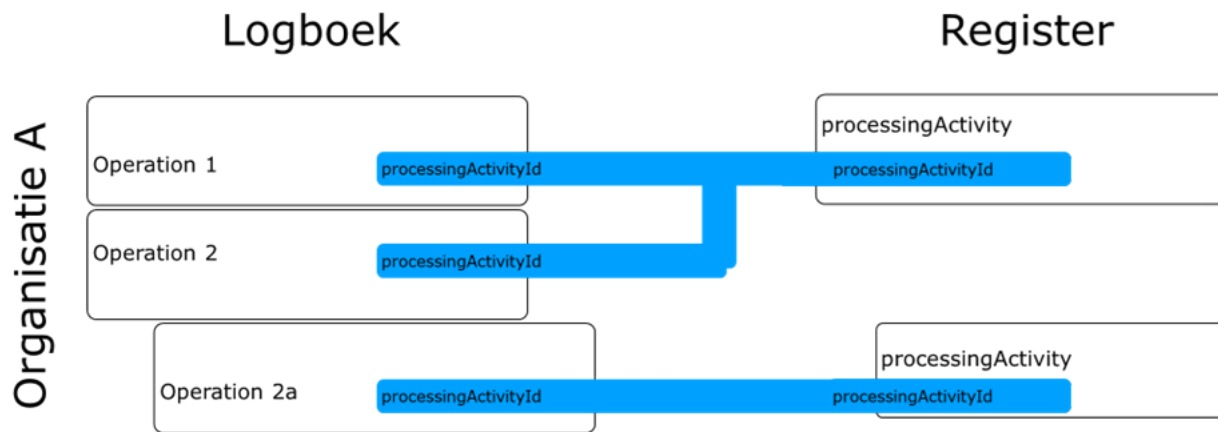 Logboek
Register
Organisatie A
processingActivity
Operation 1
processingActivityId
processingActivityId
Operation 2
processingActivityId
processingActivity
Operation 2a
processingActivityId
processingActivityId